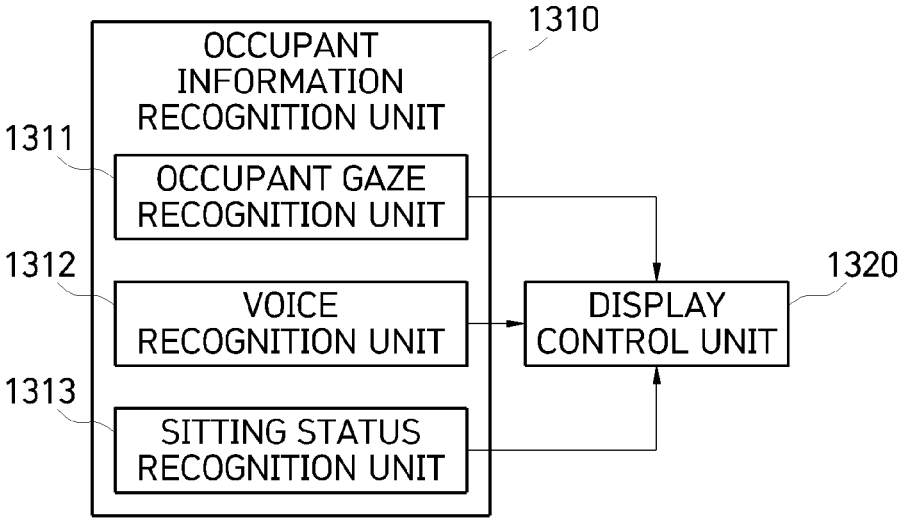 1310
OCCUPANT
INFORMATION
RECOGNITION UNIT
1311
OCCUPANT GAZE
RECOGNITION UNIT
1312
VOICE
RECOGNITION UNIT
1320
DISPLAY
CONTROL UNIT
1313
SITTING STATUS
RECOGNITION UNIT